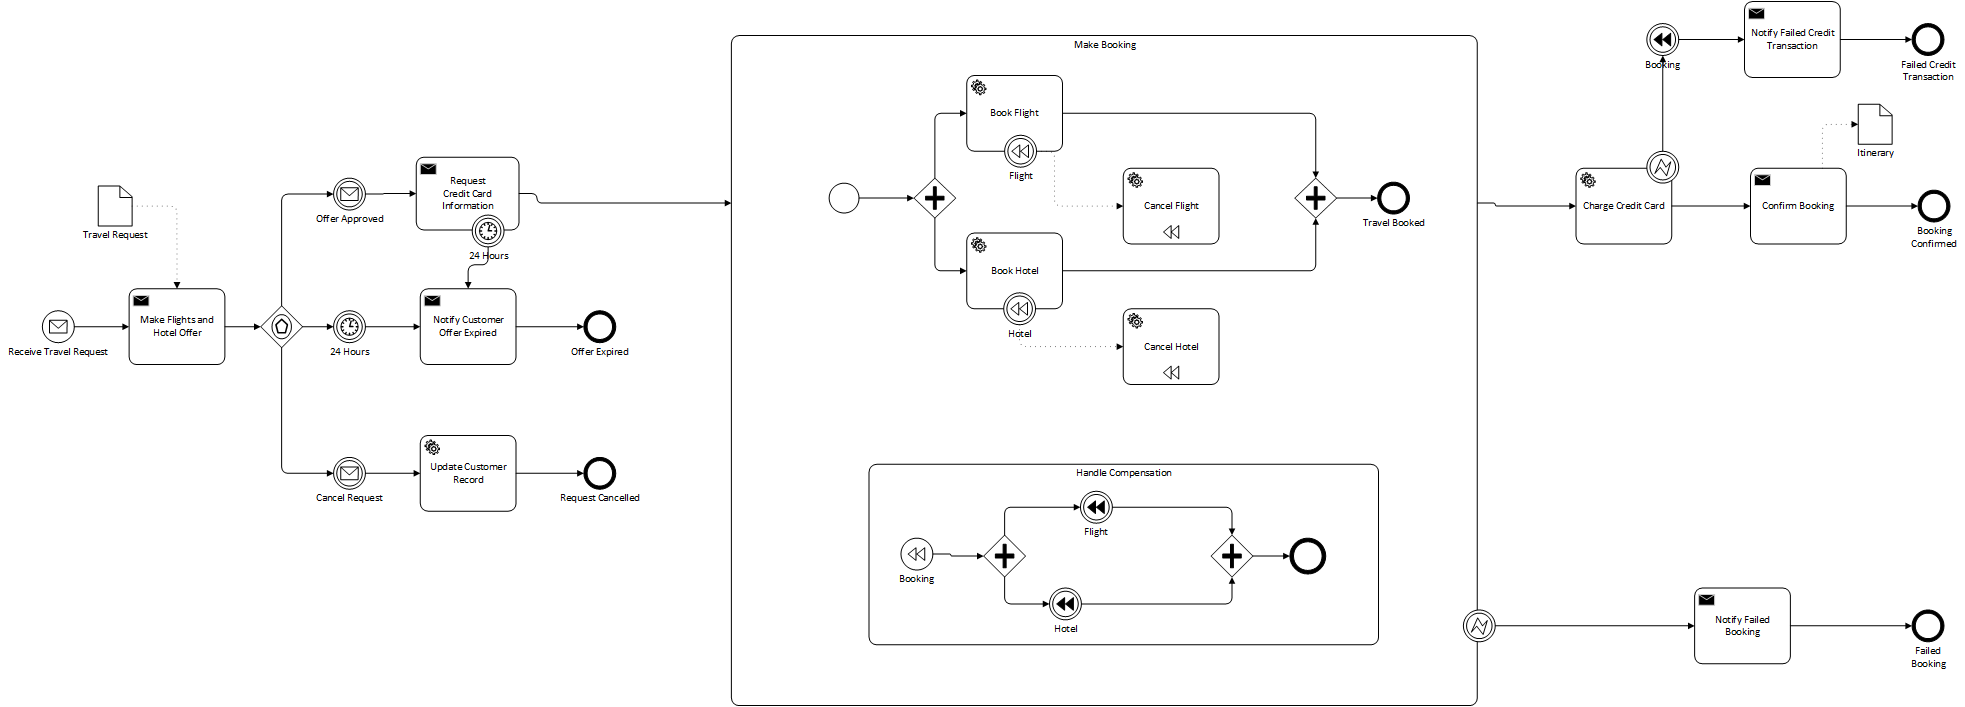 Travel Request
Receive Travel Request
Make Flights and
Hotel Offer
Offer Approved
24 Hours
Cancel Request
Request
Credit Card
Information
24 Hours
Notify Customer
Offer Expired
Offer Expired
Update Customer
Record
Request Cancelled
Make Booking
Book Flight
Flight
Cancel Flight
Book Hotel
Hotel
Cancel Hotel
Travel Booked
Handle Compensation
Booking
Flight
Hotel
Booking
Notify Failed Credit
Transaction
Failed Credit
Transaction
Itinerary
Charge Credit Card
Confirm Booking
Booking
Confirmed
Notify Failed
Booking
Failed
Booking